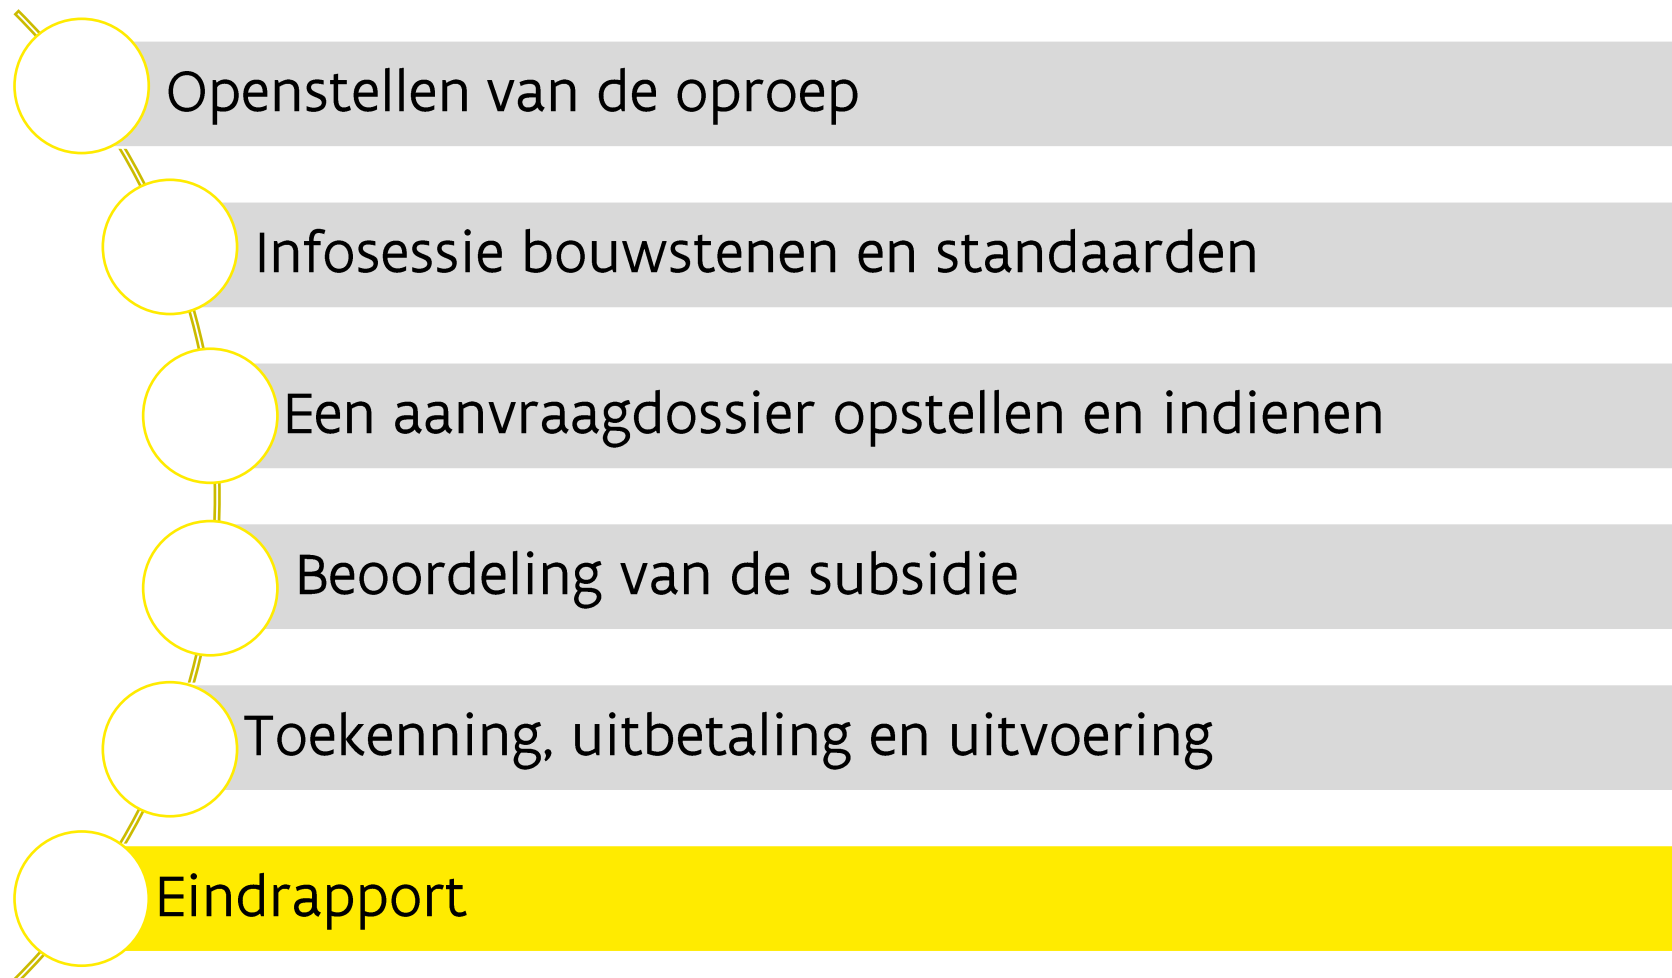 Openstellen van de oproep
Infosessie bouwstenen en standaarden
Een aanvraagdossier opstellen en indienen
Beoordeling van de subsidie
Toekenning, uitbetaling en uitvoering
Eindrapport